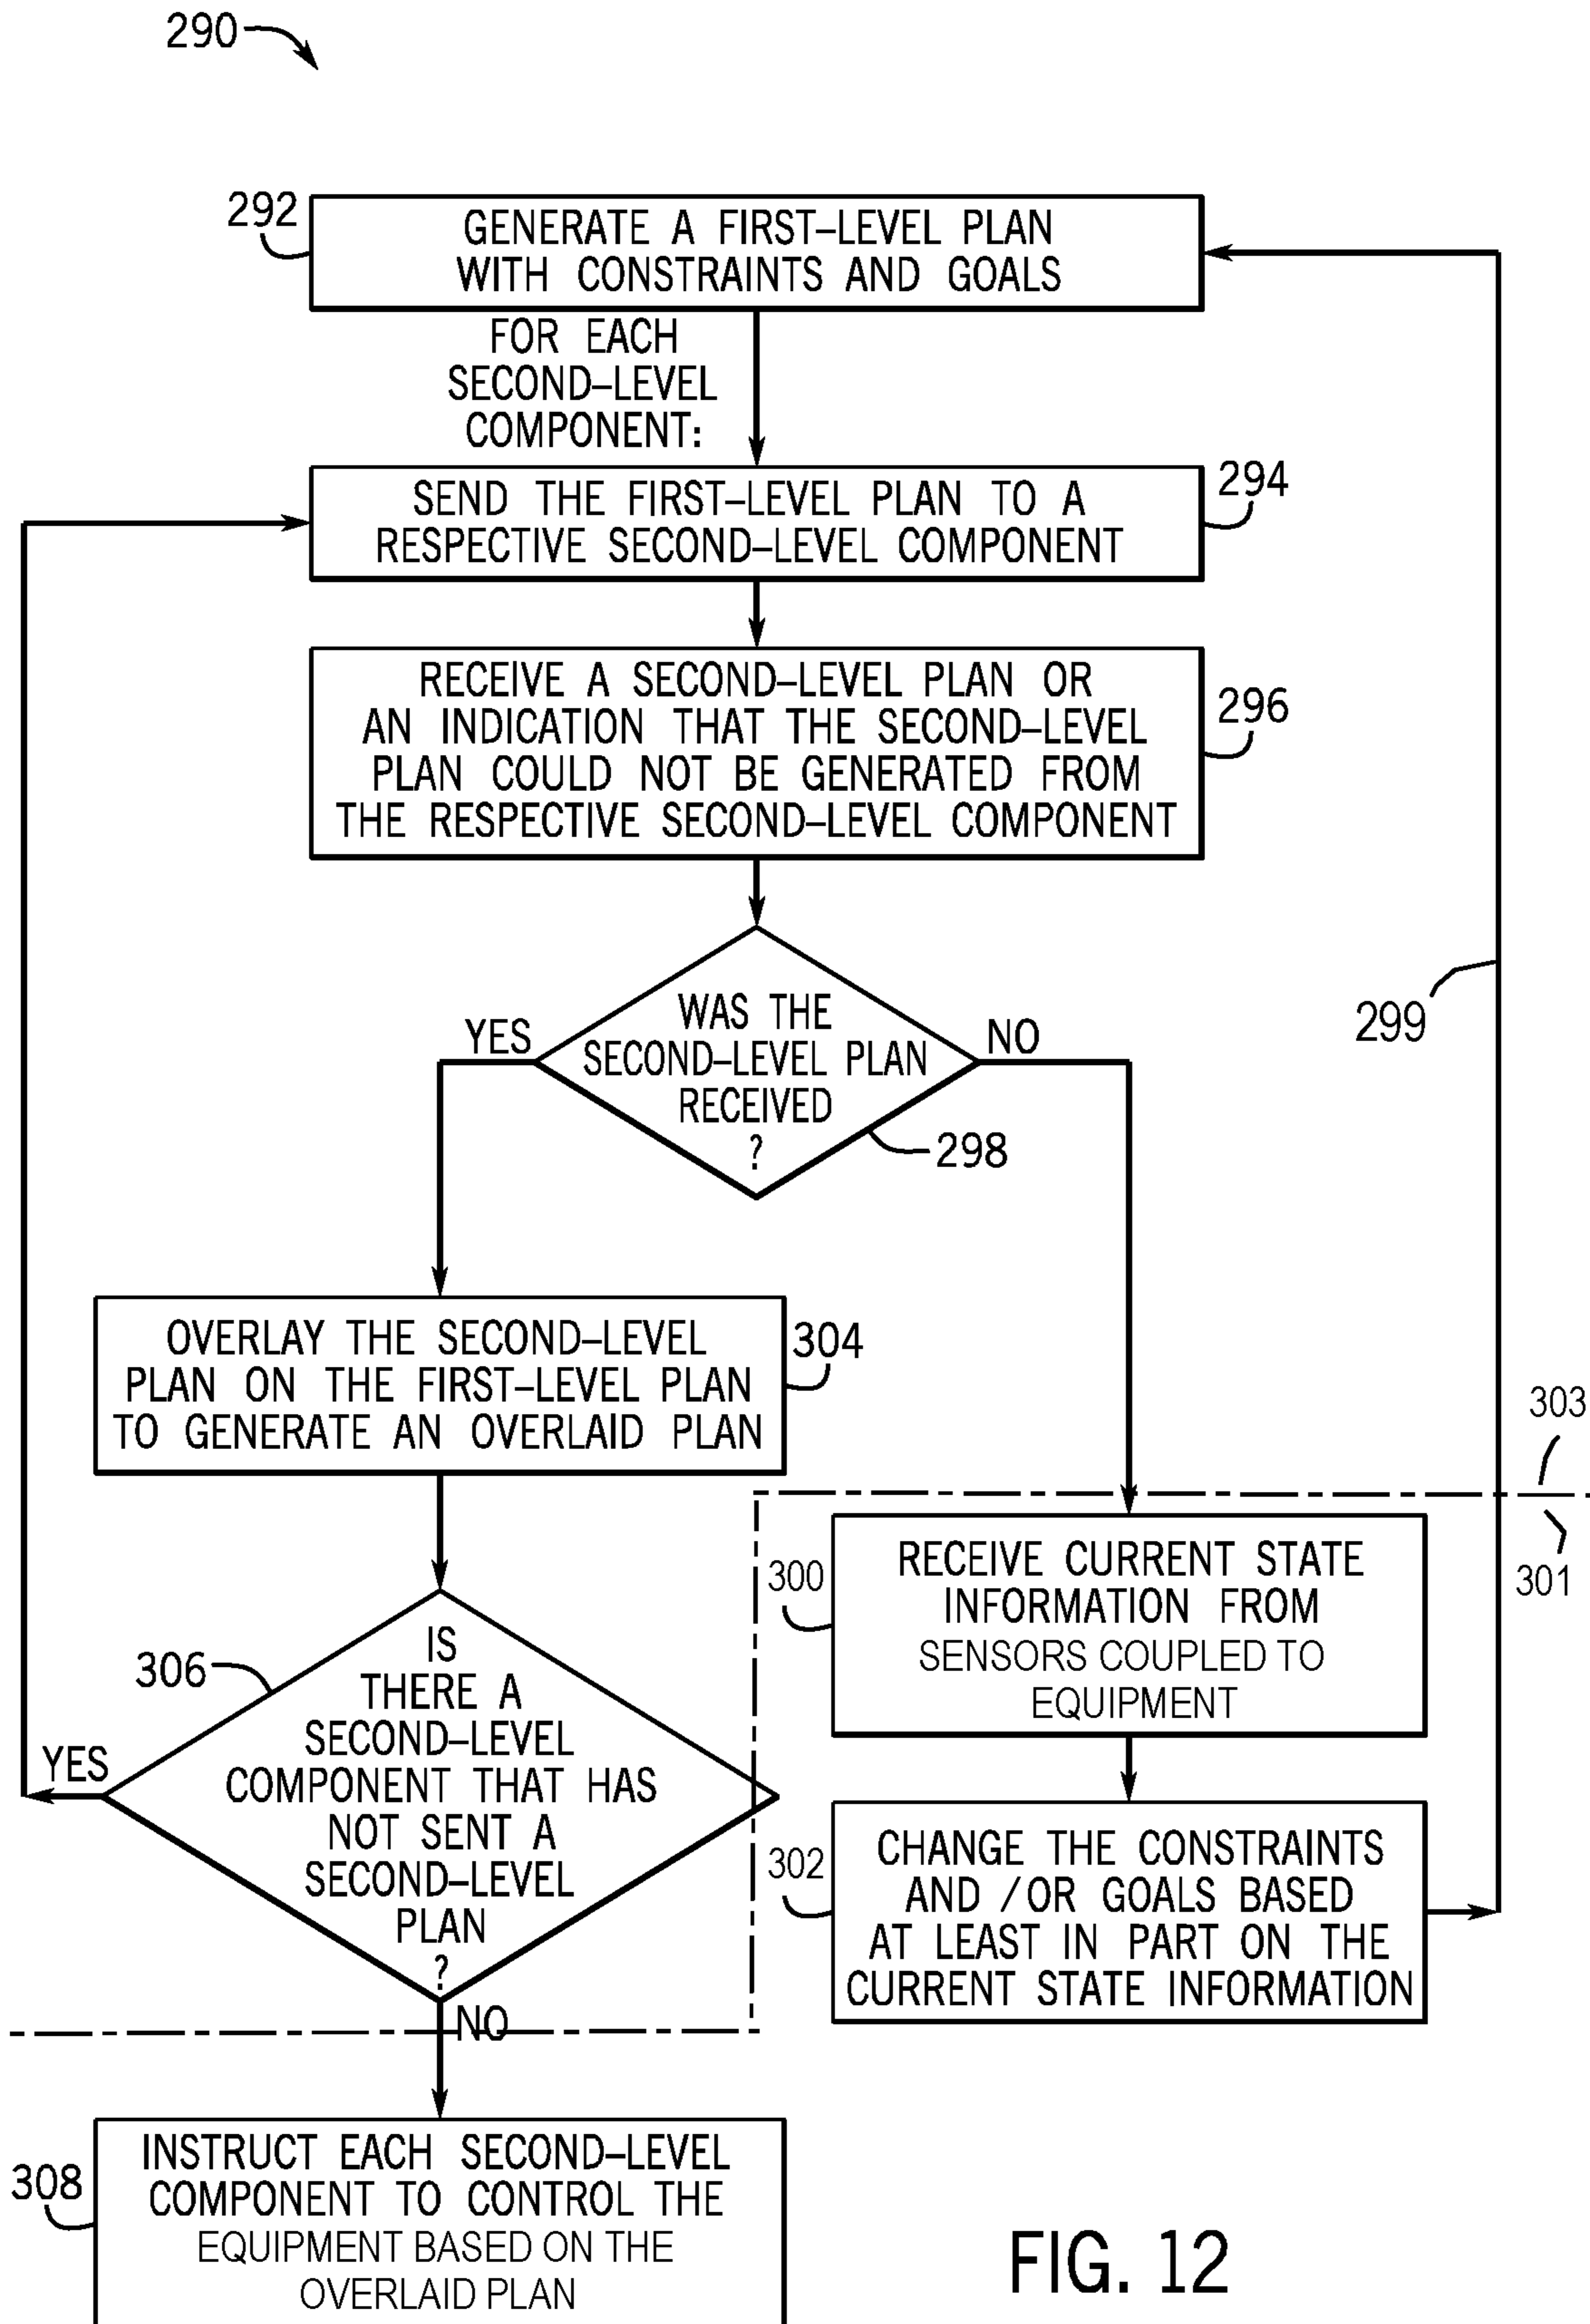 290
292
GENERATE A FIRST–LEVEL PLAN
WITH CONSTRAINTS AND GOALS
FOR EACH
SECOND–LEVEL
COMPONENT:
SEND THE FIRST–LEVEL PLAN TO A
RESPECTIVE SECOND–LEVEL COMPONENT
294
RECEIVE A SECOND–LEVEL PLAN OR
AN INDICATION THAT THE SECOND–LEVEL
PLAN COULD NOT BE GENERATED FROM
THE RESPECTIVE SECOND–LEVEL COMPONENT
296
WAS THE
SECOND–LEVEL PLAN
RECEIVED
?
YES
NO
298
299
OVERLAY THE SECOND–LEVEL
PLAN ON THE FIRST–LEVEL PLAN
TO GENERATE AN OVERLAID PLAN
304
303
301
300
RECEIVE CURRENT STATE
INFORMATION FROM
SENSORS COUPLED TO
EQUIPMENT
306
IS
THERE A
SECOND–LEVEL
COMPONENT THAT HAS
NOT SENT A
SECOND–LEVEL
PLAN
?
YES
NO
302
CHANGE THE CONSTRAINTS
AND /OR GOALS BASED
AT LEAST IN PART ON THE
CURRENT STATE INFORMATION
308
INSTRUCT EACH SECOND–LEVEL
COMPONENT TO CONTROL THE
EQUIPMENT BASED ON THE
OVERLAID PLAN
FIG. 12